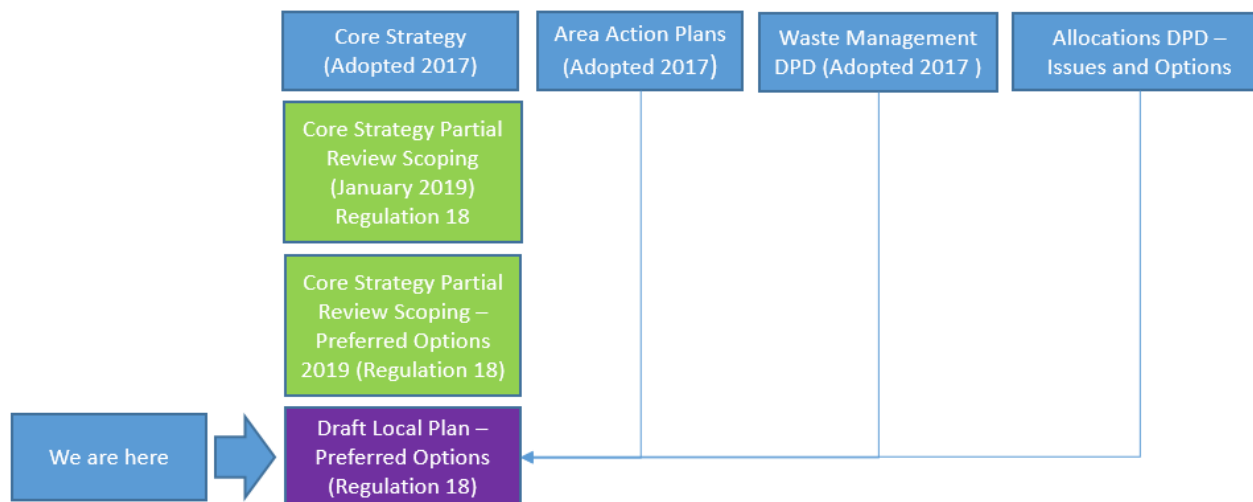 Core Strategy
(Adopted 2017)
Area Action Plans
(Adopted 2017)
Waste Management
DPD (Adopted 2017 )
Allocations DPD –
Issues and Options
Core Strategy Partial
Review Scoping
(January 2019)
Regulation 18
Core Strategy Partial
Review Scoping –
Preferred Options
2019 (Regulation 18)
We are here
Draft Local Plan –
Preferred Options
(Regulation 18)